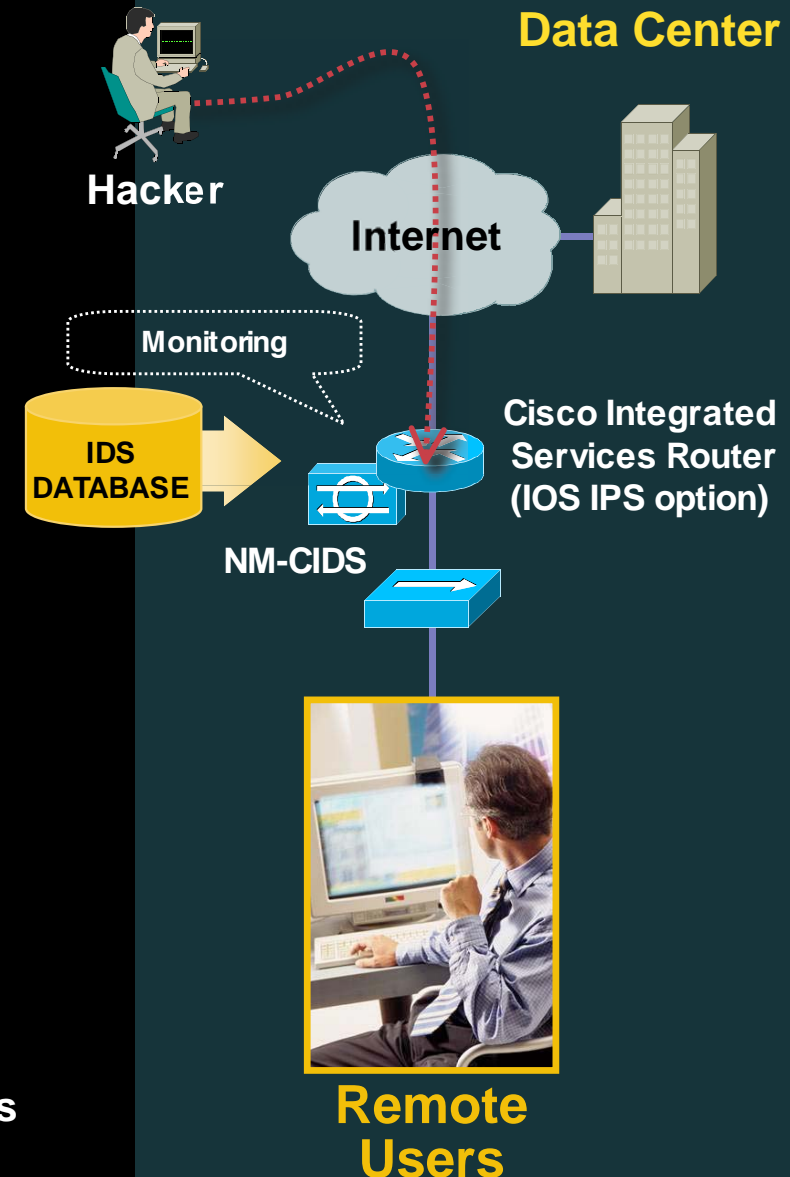 Data Center
Hacker
Internet
Monitoring
IDS
DATABASE
Cisco Integrated
Services Router
(IOS IPS option)
NM-CIDS
s
Remote
Users